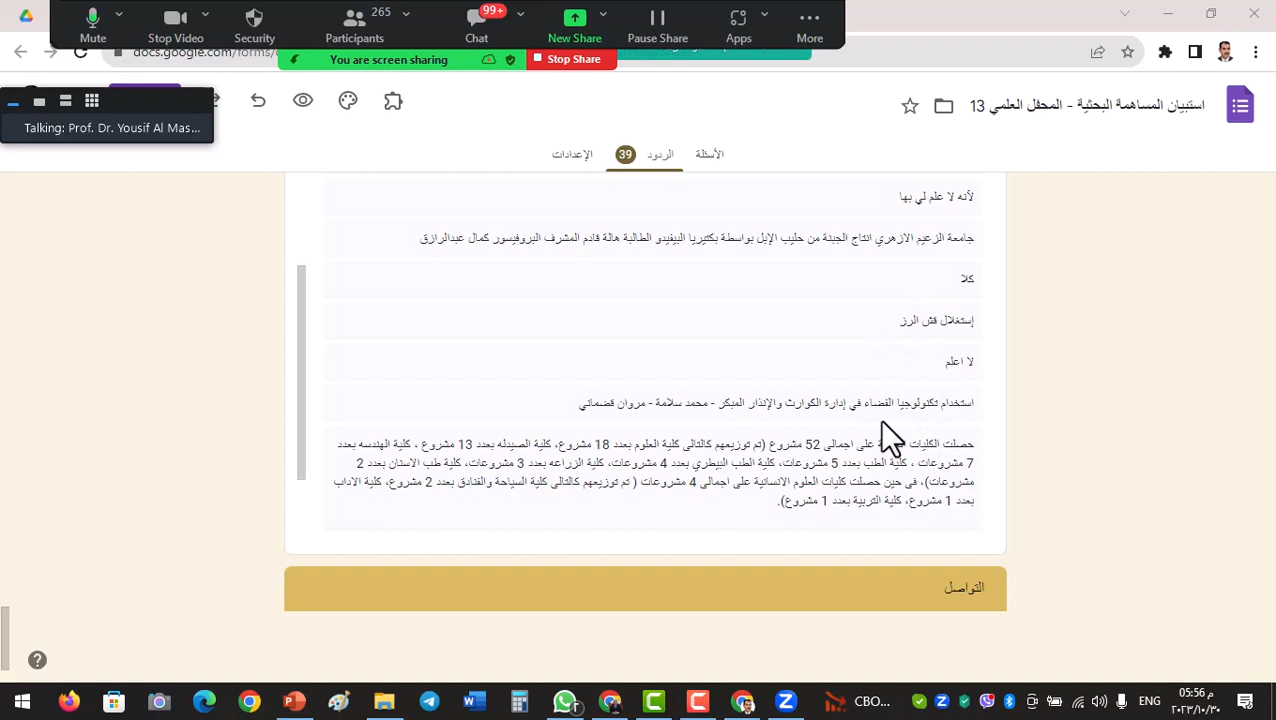 Mute
Stop Video
Security
Participants
265
Chat
99+
New Share
Pause Share
Apps
More
You are screen sharing
Stop Share
docs.google.com/forms/
Talking: Prof. Dr. Yousif Al Mas...
استبيان المساهمة البحثية - المحفل العلمي 13
الأسئلة
الردود
39
الإعدادات
لأنه لا علم لي بها
جامعة الزعيم الازهري انتاج الجبنة من حليب الإبل بواسطة بكتيريا البيفيدو الطالبة هالة قادم المشرف البروفيسور كمال عبدالرازق
كلا
إستغلال قش الرز
لا اعلم
استخدام تكنولوجيا الفضاء في إدارة الكوارث والإنذار المبكر - محمد سلامة - مروان قضماني
حصلت الكليات على اجمالى 52 مشروع (تم توزيعهم كالتالى كلية العلوم بعدد 18 مشروع، كلية الصيدله بعدد 13 مشروع ، كلية الهندسه بعدد
7 مشروعات ، كلية الطب بعدد 5 مشروعات، كلية الطب البيطري بعدد 4 مشروعات، كلية الزراعه بعدد 3 مشروعات، كلية طب الاسنان بعدد 2
مشروعات)، في حين حصلت كليات العلوم الانسانية على اجمالى 4 مشروعات ( تم توزيعهم كالتالى كلية السياحة والفنادق بعدد 2 مشروع، كلية الاداب
بعدد 1 مشروع، كلية التربية بعدد 1 مشروع).
التواصل
CBO...
ENG
05:56 م
٢٠٢٣/١٠/٣٠